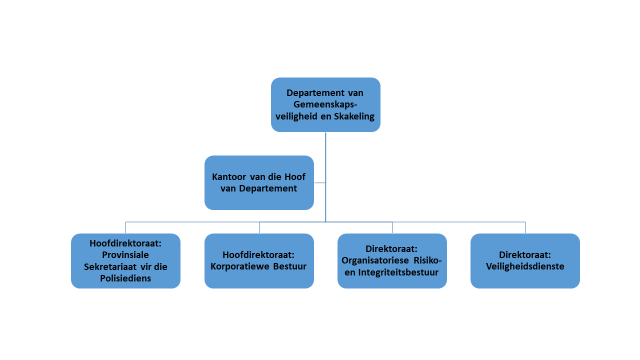 Departement van
Gemeenskaps-
veiligheid en Skakeling
Kantoor van die Hoof
van Departement
Hoofdirektoraat:
Provinsiale
Sekretariaat vir die
Polisiediens
Hoofdirektoraat:
Korporatiewe Bestuur
Direktoraat:
Organisatoriese Risiko-
en Integriteitsbestuur
Direktoraat:
Veiligheidsdienste